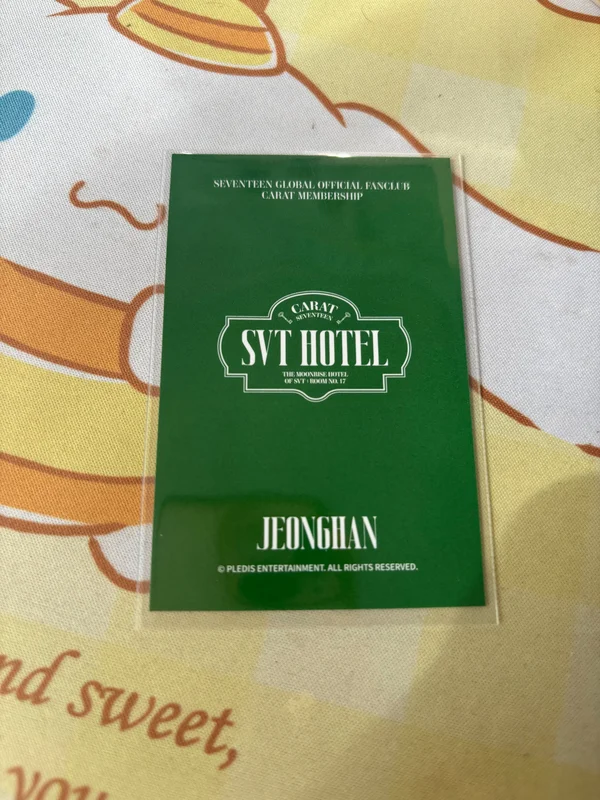 SEVENTEEN GLOBAL OFFICIAL FANCLUB
CARAT MEMBERSHIP
CARAT
SEVENTEEN
SVT HOTEL
THE MOONRISE HOTEL
OF SVT · ROOM NO. 17
JEONGHAN
© PLEDIS ENTERTAINMENT. ALL RIGHTS RESERVED.
nd sweet,
you